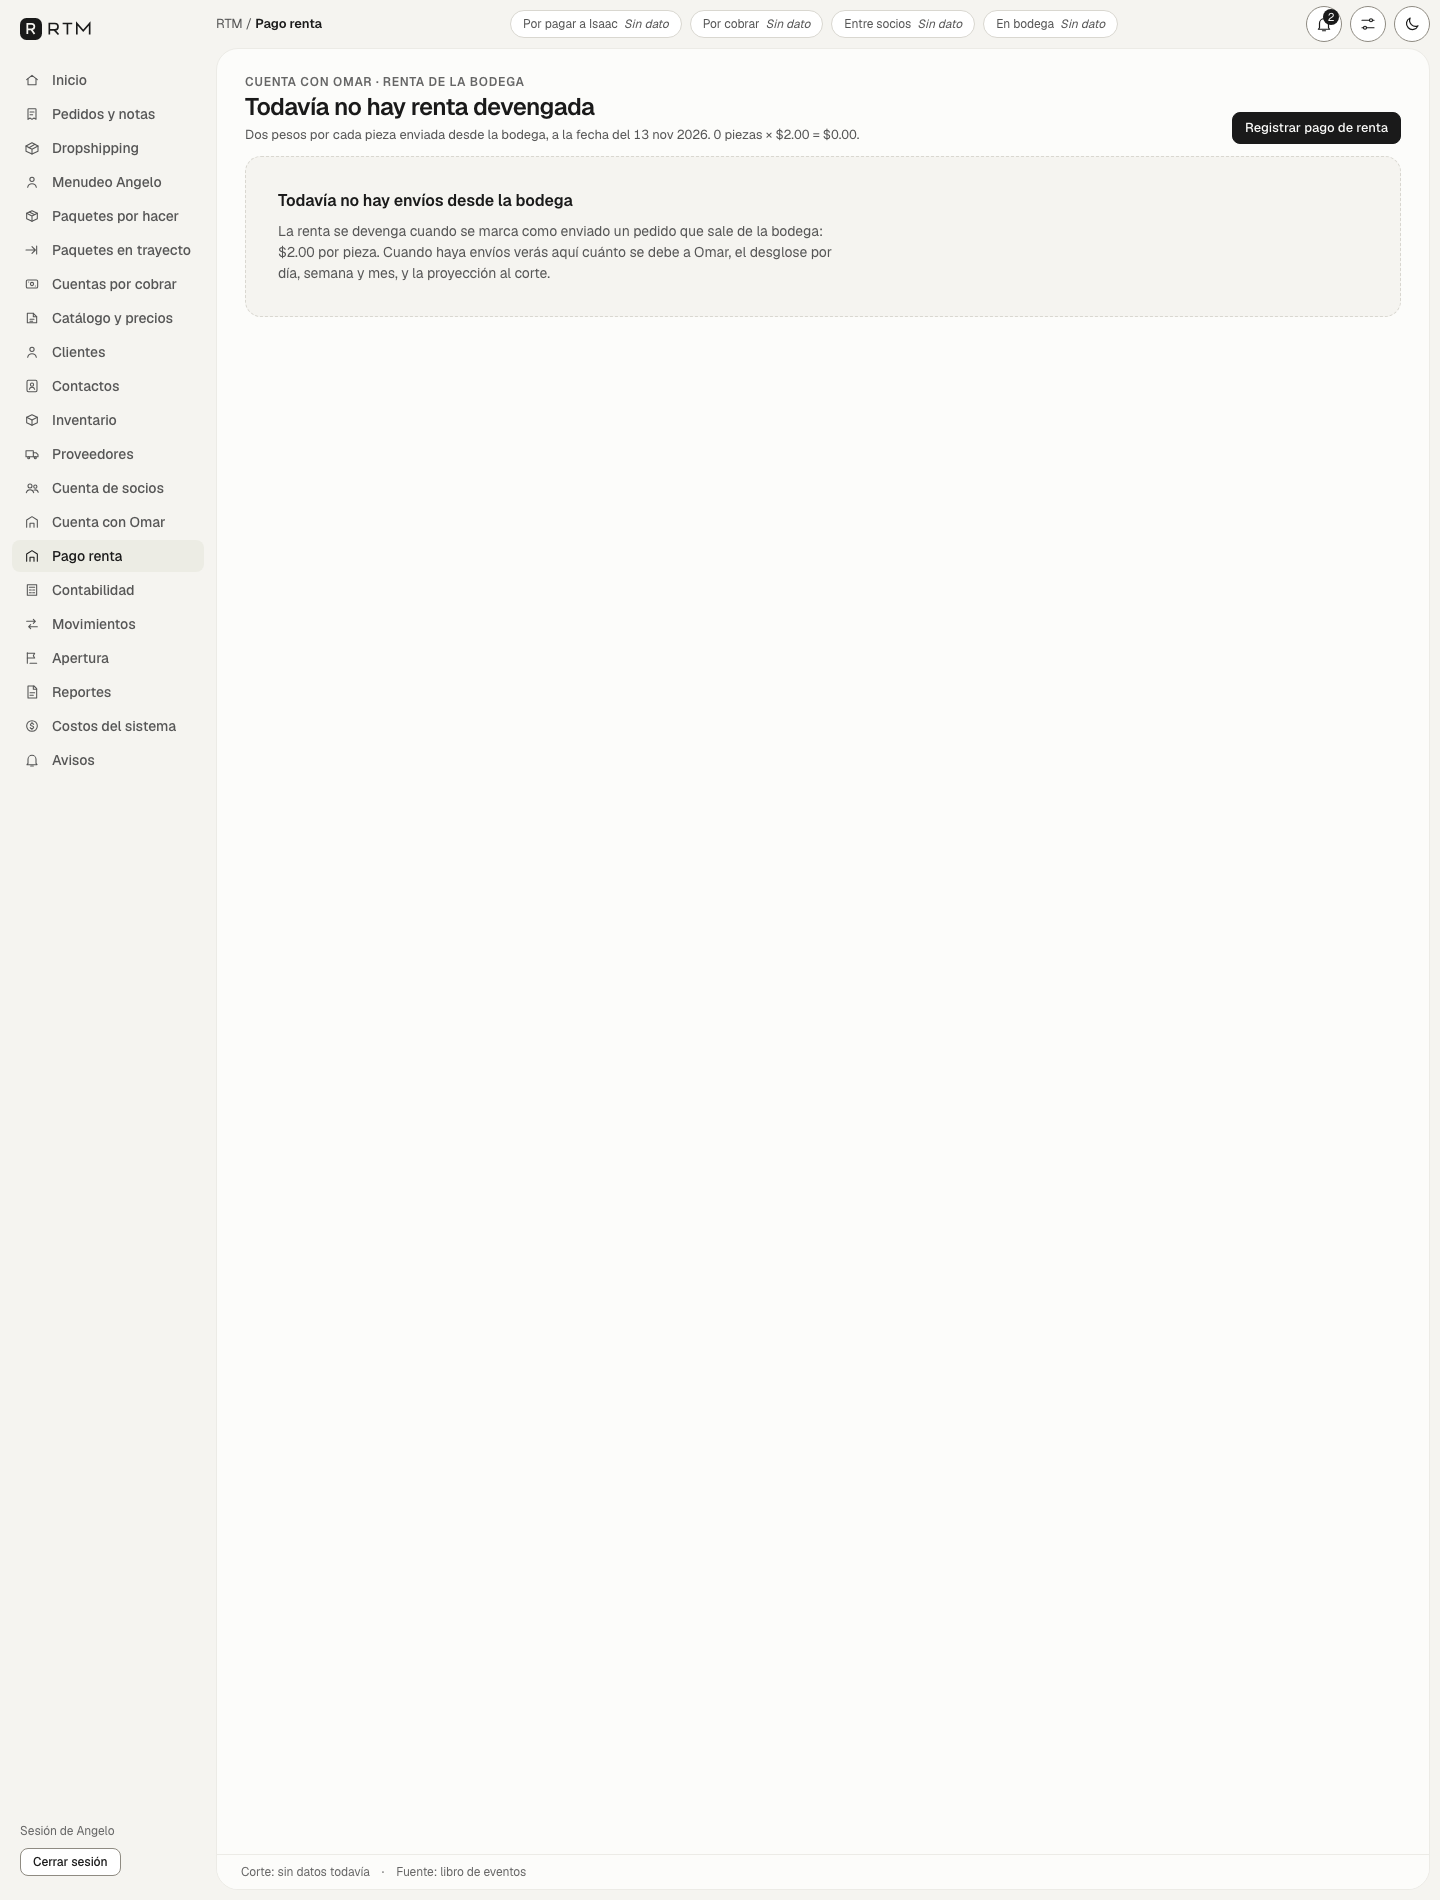 R RTM
RTM / Pago renta
Por pagar a Isaac Sin dato
Por cobrar Sin dato
Entre socios Sin dato
En bodega Sin dato
2
Inicio
Pedidos y notas
Dropshipping
Menudeo Angelo
Paquetes por hacer
Paquetes en trayecto
Cuentas por cobrar
Catálogo y precios
Clientes
Contactos
Inventario
Proveedores
Cuenta de socios
Cuenta con Omar
Pago renta
Contabilidad
Movimientos
Apertura
Reportes
Costos del sistema
Avisos
Sesión de Angelo
Cerrar sesión
CUENTA CON OMAR · RENTA DE LA BODEGA
Todavía no hay renta devengada
Dos pesos por cada pieza enviada desde la bodega, a la fecha del 13 nov 2026. 0 piezas × $2.00 = $0.00.
Registrar pago de renta
Todavía no hay envíos desde la bodega
La renta se devenga cuando se marca como enviado un pedido que sale de la bodega:
$2.00 por pieza. Cuando haya envíos verás aquí cuánto se debe a Omar, el desglose por
día, semana y mes, y la proyección al corte.
Corte: sin datos todavía · Fuente: libro de eventos